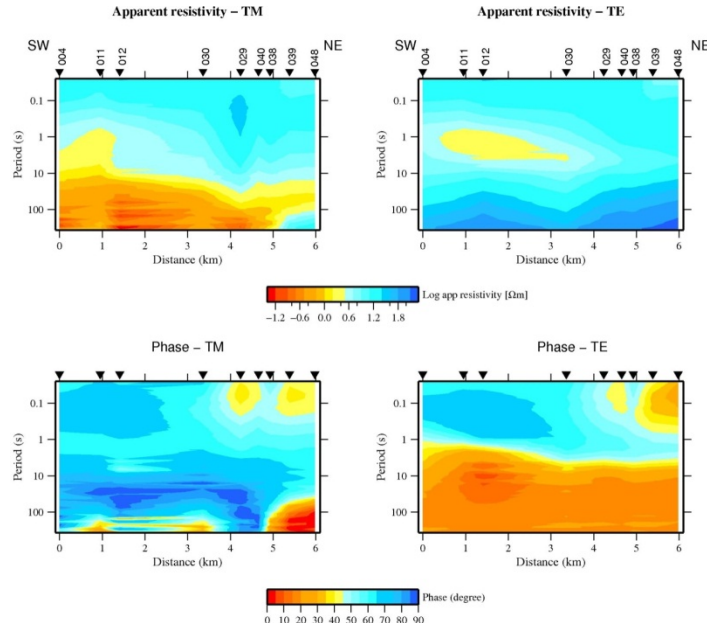 Apparent resistivity – TM
Apparent resistivity – TE
SW 004 011 012 030 029 040 038 039 048 NE
SW 004 011 012 030 029 040 038 039 048 NE
Period (s)
0.1
1
10
100
0 1 2 3 4 5 6
Distance (km)
Period (s)
0.1
1
10
100
0 1 2 3 4 5 6
Distance (km)
-1.2 -0.6 0.0 0.6 1.2 1.8
Log app resistivity [Ωm]
Phase – TM
Phase – TE
Period (s)
0.1
1
10
100
0 1 2 3 4 5 6
Distance (km)
Period (s)
0.1
1
10
100
0 1 2 3 4 5 6
Distance (km)
0 10 20 30 40 50 60 70 80 90
Phase (degree)